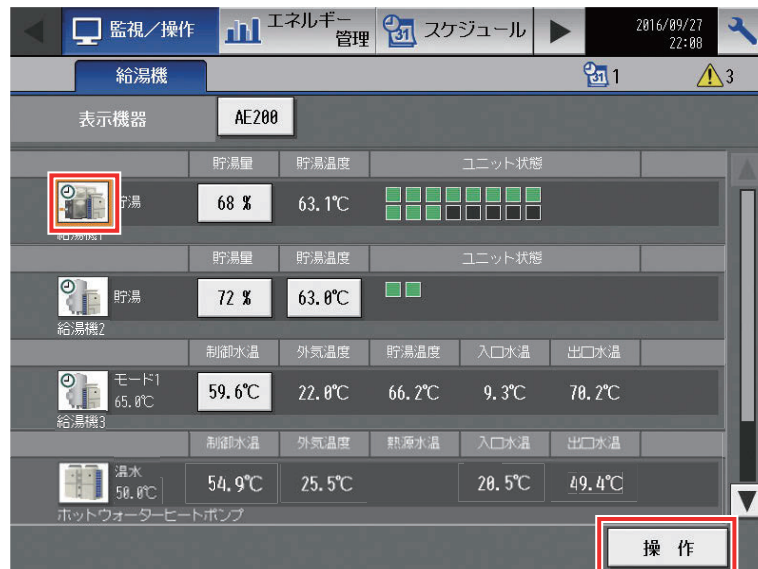 監視／操作
エネルギー
管理
31
スケジュール
2016/09/27
22:08
給湯機
31 1
3
表示機器
AE200
貯湯量 貯湯温度 ユニット状態
貯湯 68 % 63.1℃
給湯機1
貯湯量 貯湯温度 ユニット状態
貯湯 72 % 63.0℃
給湯機2
制御水温 外気温度 貯湯温度 入口水温 出口水温
モード1
65.0℃ 59.6℃ 22.0℃ 66.2℃ 9.3℃ 70.2℃
給湯機3
制御水温 外気温度 熱源水温 入口水温 出口水温
温水
50.0℃ 54.9℃ 25.5℃ 20.5℃ 49.4℃
ホットウォーターヒートポンプ
操 作